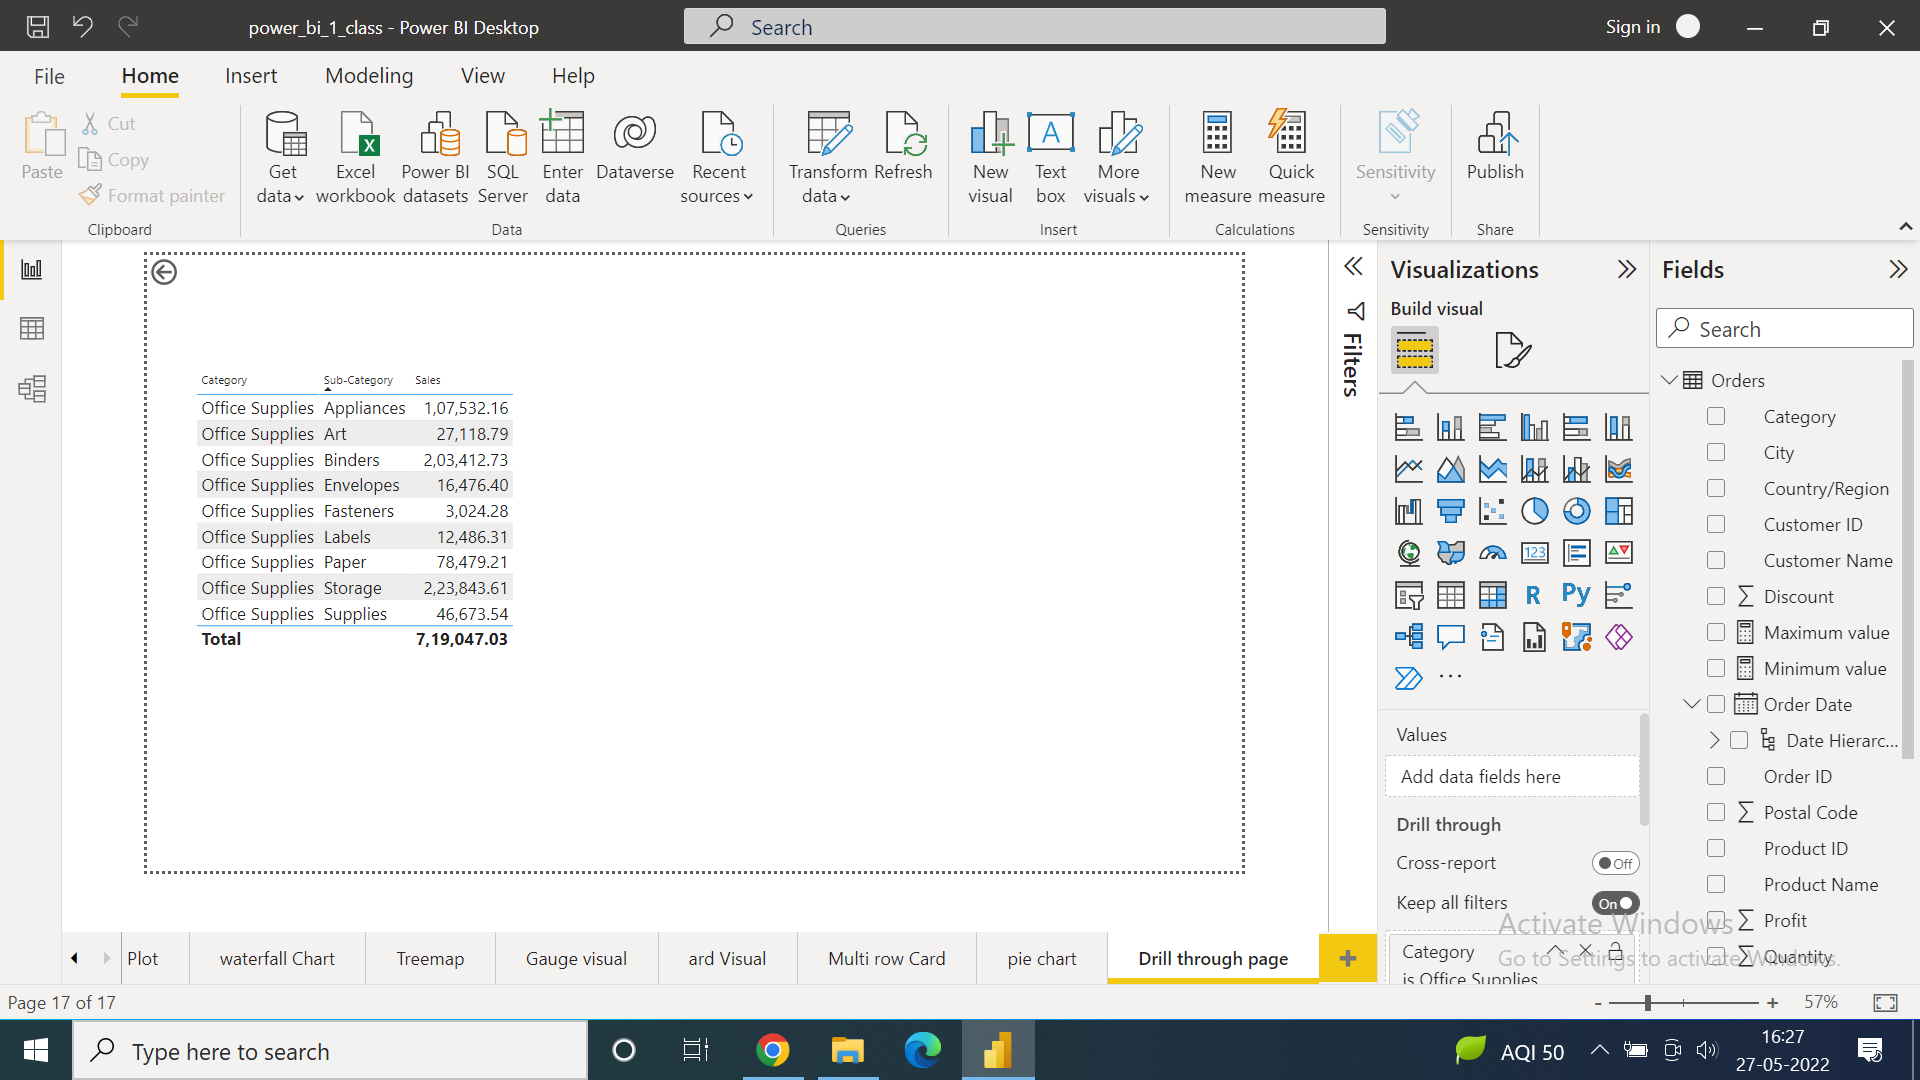 power_bi_1_class - Power BI Desktop
Search
Sign in
File
Home
Insert
Modeling
View
Help
Paste
Cut
Copy
Format painter
Clipboard
Get data
Excel workbook
Power BI datasets
SQL Server
Enter data
Dataverse
Recent sources
Data
Transform data
Refresh
Queries
New visual
Text box
More visuals
Insert
New measure
Quick measure
Calculations
Sensitivity
Sensitivity
Publish
Share
Category Sub-Category Sales
Office Supplies Appliances 1,07,532.16
Office Supplies Art 27,118.79
Office Supplies Binders 2,03,412.73
Office Supplies Envelopes 16,476.40
Office Supplies Fasteners 3,024.28
Office Supplies Labels 12,486.31
Office Supplies Paper 78,479.21
Office Supplies Storage 2,23,843.61
Office Supplies Supplies 46,673.54
Total 7,19,047.03
Filters
Visualizations
Build visual
123
R
Py
Values
Add data fields here
Drill through
Cross-report
Off
Keep all filters
On
Category
is Office Supplies
Fields
Search
Orders
Category
City
Country/Region
Customer ID
Customer Name
Discount
Maximum value
Minimum value
Order Date
Date Hierarc...
Order ID
Postal Code
Product ID
Product Name
Profit
Quantity
Activate Windows
Go to Settings to activate Windows.
Plot
waterfall Chart
Treemap
Gauge visual
ard Visual
Multi row Card
pie chart
Drill through page
+
Page 17 of 17
- + 57%
Type here to search
AQI 50
16:27
27-05-2022